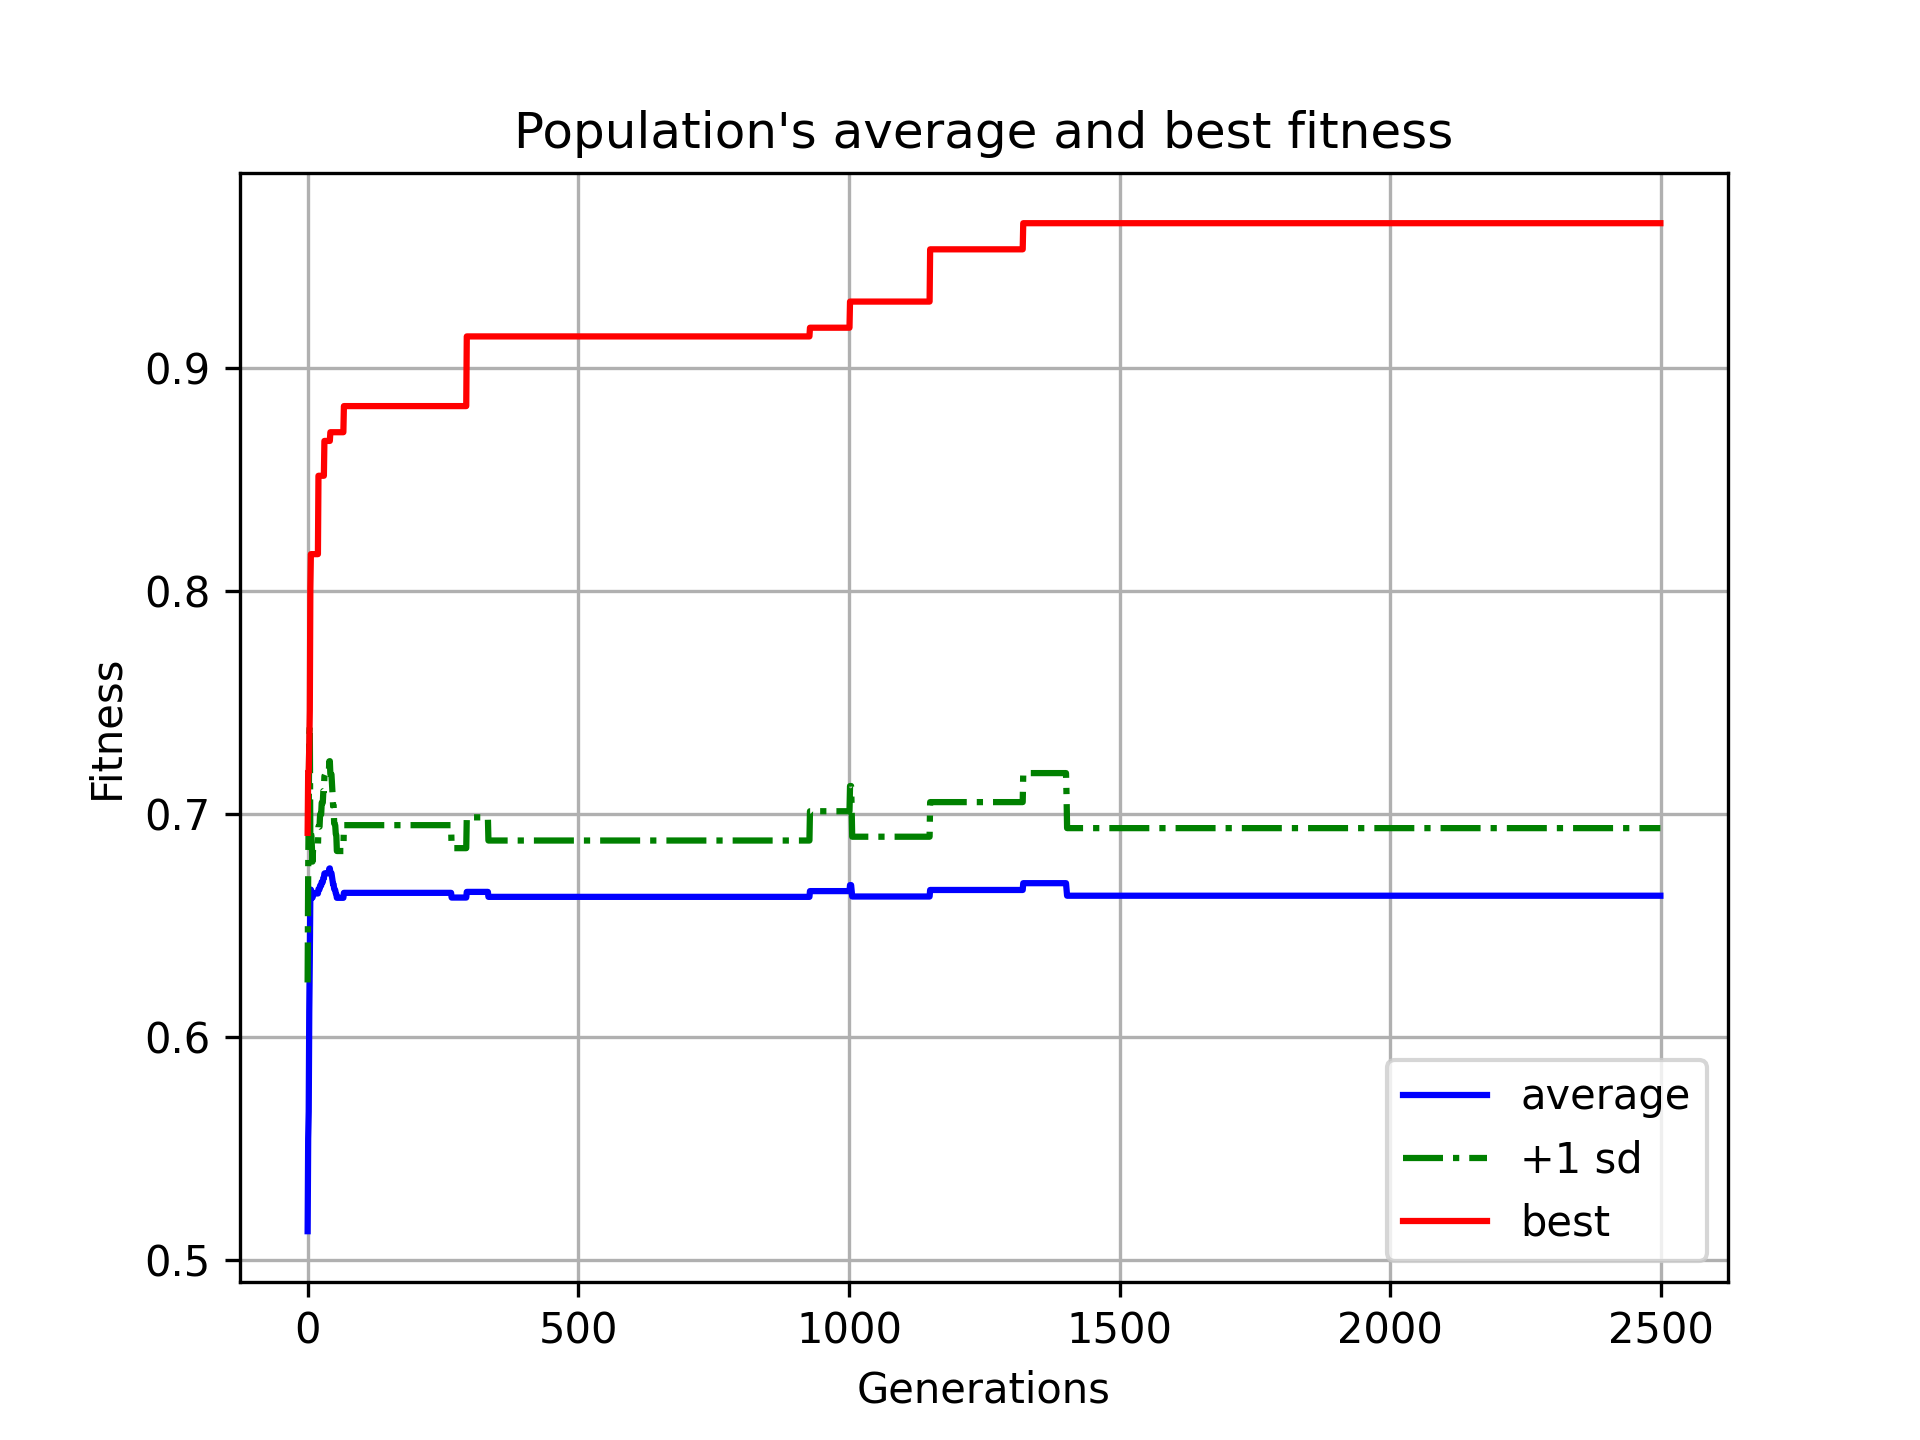 Population's average and best fitness
Fitness
0.9
0.8
0.7
0.6
0.5
0 500 1000 1500 2000 2500
Generations
average
+1 sd
best